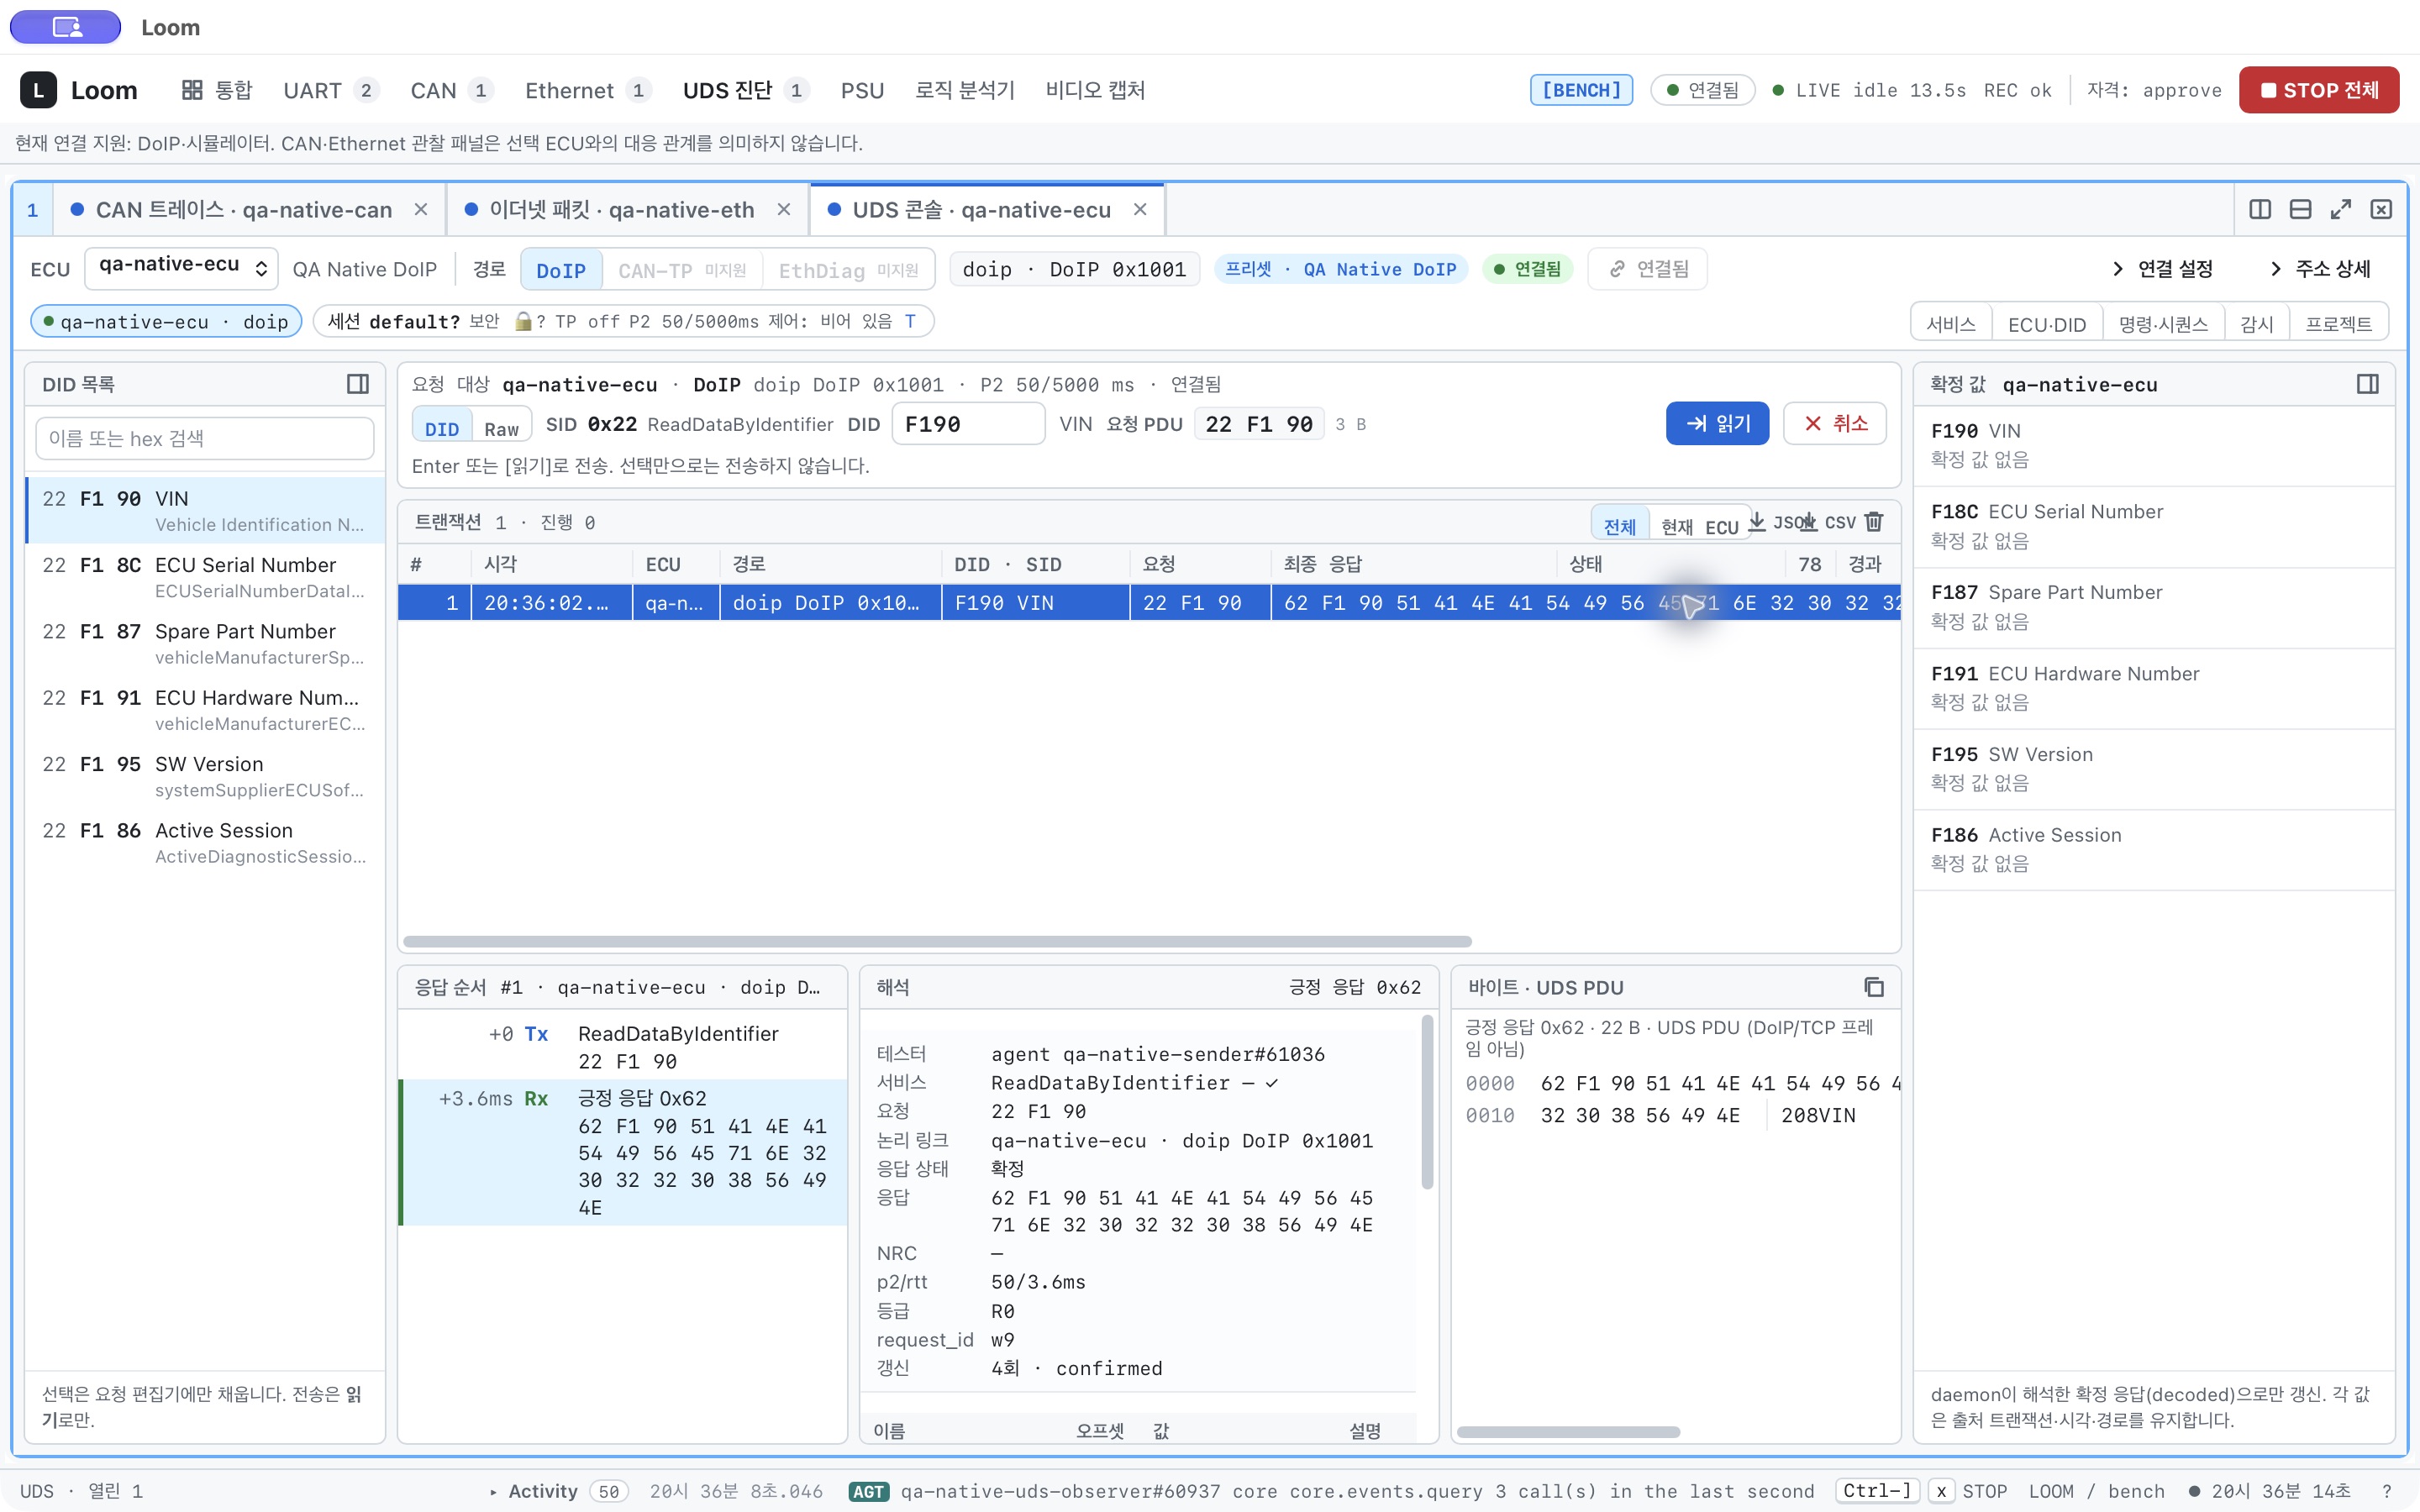 Loom
L Loom 통합 UART 2 CAN 1 Ethernet 1 UDS 진단 1 PSU 로직 분석기 비디오 캡처 [BENCH] 연결됨 LIVE idle 13.5s REC ok 자격: approve STOP 전체
현재 연결 지원: DoIP·시뮬레이터. CAN·Ethernet 관찰 패널은 선택 ECU와의 대응 관계를 의미하지 않습니다.
1 CAN 트레이스 · qa-native-can × 이더넷 패킷 · qa-native-eth × UDS 콘솔 · qa-native-ecu ×
ECU qa-native-ecu QA Native DoIP 경로 DoIP CAN-TP 미지원 EthDiag 미지원 doip · DoIP 0x1001 프리셋 · QA Native DoIP 연결됨 연결됨 연결 설정 주소 상세
qa-native-ecu · doip 세션 default? 보안 ? TP off P2 50/5000ms 제어: 비어 있음 T 서비스 ECU·DID 명령·시퀀스 감시 프로젝트
DID 목록
이름 또는 hex 검색
22 F1 90 VIN
Vehicle Identification N...
22 F1 8C ECU Serial Number
ECUSerialNumberDataI...
22 F1 87 Spare Part Number
vehicleManufacturerSp...
22 F1 91 ECU Hardware Num...
vehicleManufacturerEC...
22 F1 95 SW Version
systemSupplierECUSof...
22 F1 86 Active Session
ActiveDiagnosticSessio...
선택은 요청 편집기에만 채웁니다. 전송은 읽
기로만.
요청 대상 qa-native-ecu · DoIP doip DoIP 0x1001 · P2 50/5000 ms · 연결됨
DID Raw SID 0x22 ReadDataByIdentifier DID F190 VIN 요청 PDU 22 F1 90 3 B 읽기 취소
Enter 또는 [읽기]로 전송. 선택만으로는 전송하지 않습니다.
트랜잭션 1 · 진행 0 전체 현재 ECU JSON CSV
# 시각 ECU 경로 DID · SID 요청 최종 응답 상태 78 경과
1 20:36:02.... qa-n... doip DoIP 0x10... F190 VIN 22 F1 90 62 F1 90 51 41 4E 41 54 49 56 45 71 6E 32 30 32 32
응답 순서 #1 · qa-native-ecu · doip D...
+0 Tx ReadDataByIdentifier
22 F1 90
+3.6ms Rx 긍정 응답 0x62
62 F1 90 51 41 4E 41
54 49 56 45 71 6E 32
30 32 32 30 38 56 49
4E
해석 긍정 응답 0x62
테스터 agent qa-native-sender#61036
서비스 ReadDataByIdentifier — ✓
요청 22 F1 90
논리 링크 qa-native-ecu · doip DoIP 0x1001
응답 상태 확정
응답 62 F1 90 51 41 4E 41 54 49 56 45
71 6E 32 30 32 32 30 38 56 49 4E
NRC —
p2/rtt 50/3.6ms
등급 R0
request_id w9
갱신 4회 · confirmed
이름 오프셋 값 설명
바이트 · UDS PDU
긍정 응답 0x62 · 22 B · UDS PDU (DoIP/TCP 프레
임 아님)
0000 62 F1 90 51 41 4E 41 54 49 56 4
0010 32 30 38 56 49 4E 208VIN
확정 값 qa-native-ecu
F190 VIN
확정 값 없음
F18C ECU Serial Number
확정 값 없음
F187 Spare Part Number
확정 값 없음
F191 ECU Hardware Number
확정 값 없음
F195 SW Version
확정 값 없음
F186 Active Session
확정 값 없음
daemon이 해석한 확정 응답(decoded)으로만 갱신. 각 값
은 출처 트랜잭션·시각·경로를 유지합니다.
UDS · 열린 1 Activity 50 20시 36분 8초.046 AGT qa-native-uds-observer#60937 core core.events.query 3 call(s) in the last second Ctrl-] x STOP LOOM / bench 20시 36분 14초 ?